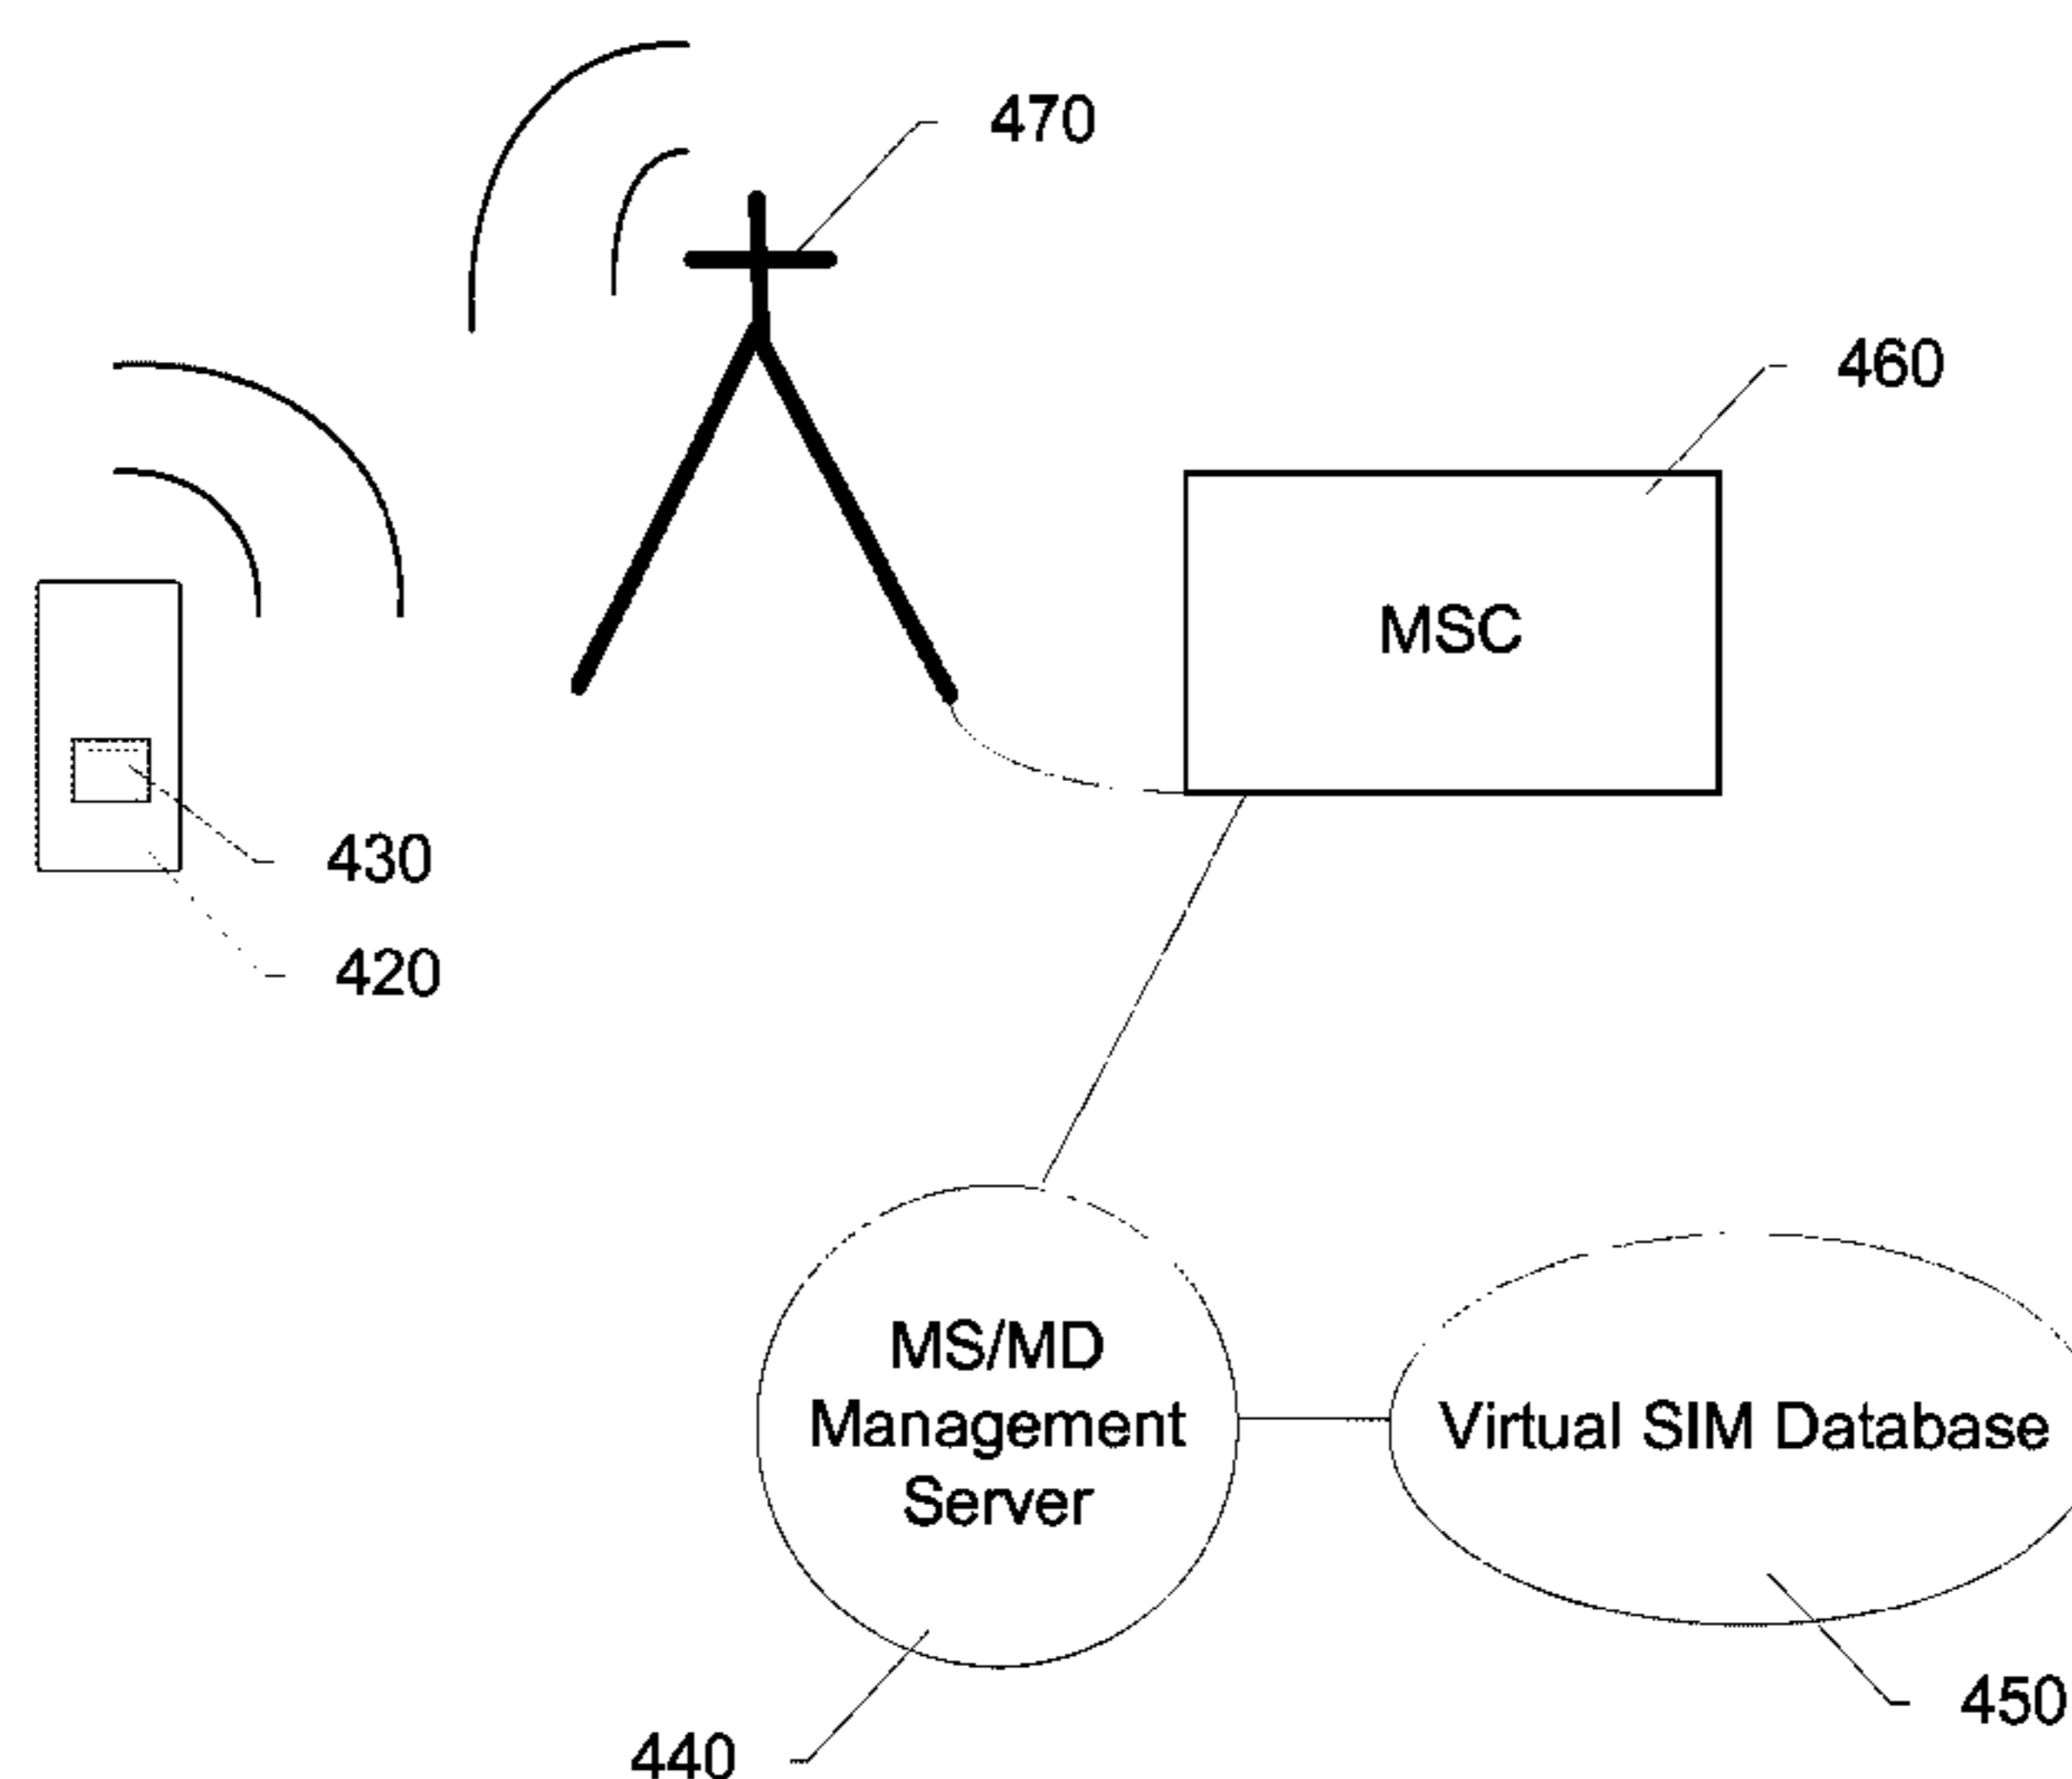 470
460
MSC
430
420
MS/MD
Management
Server
Virtual SIM Database
450
440